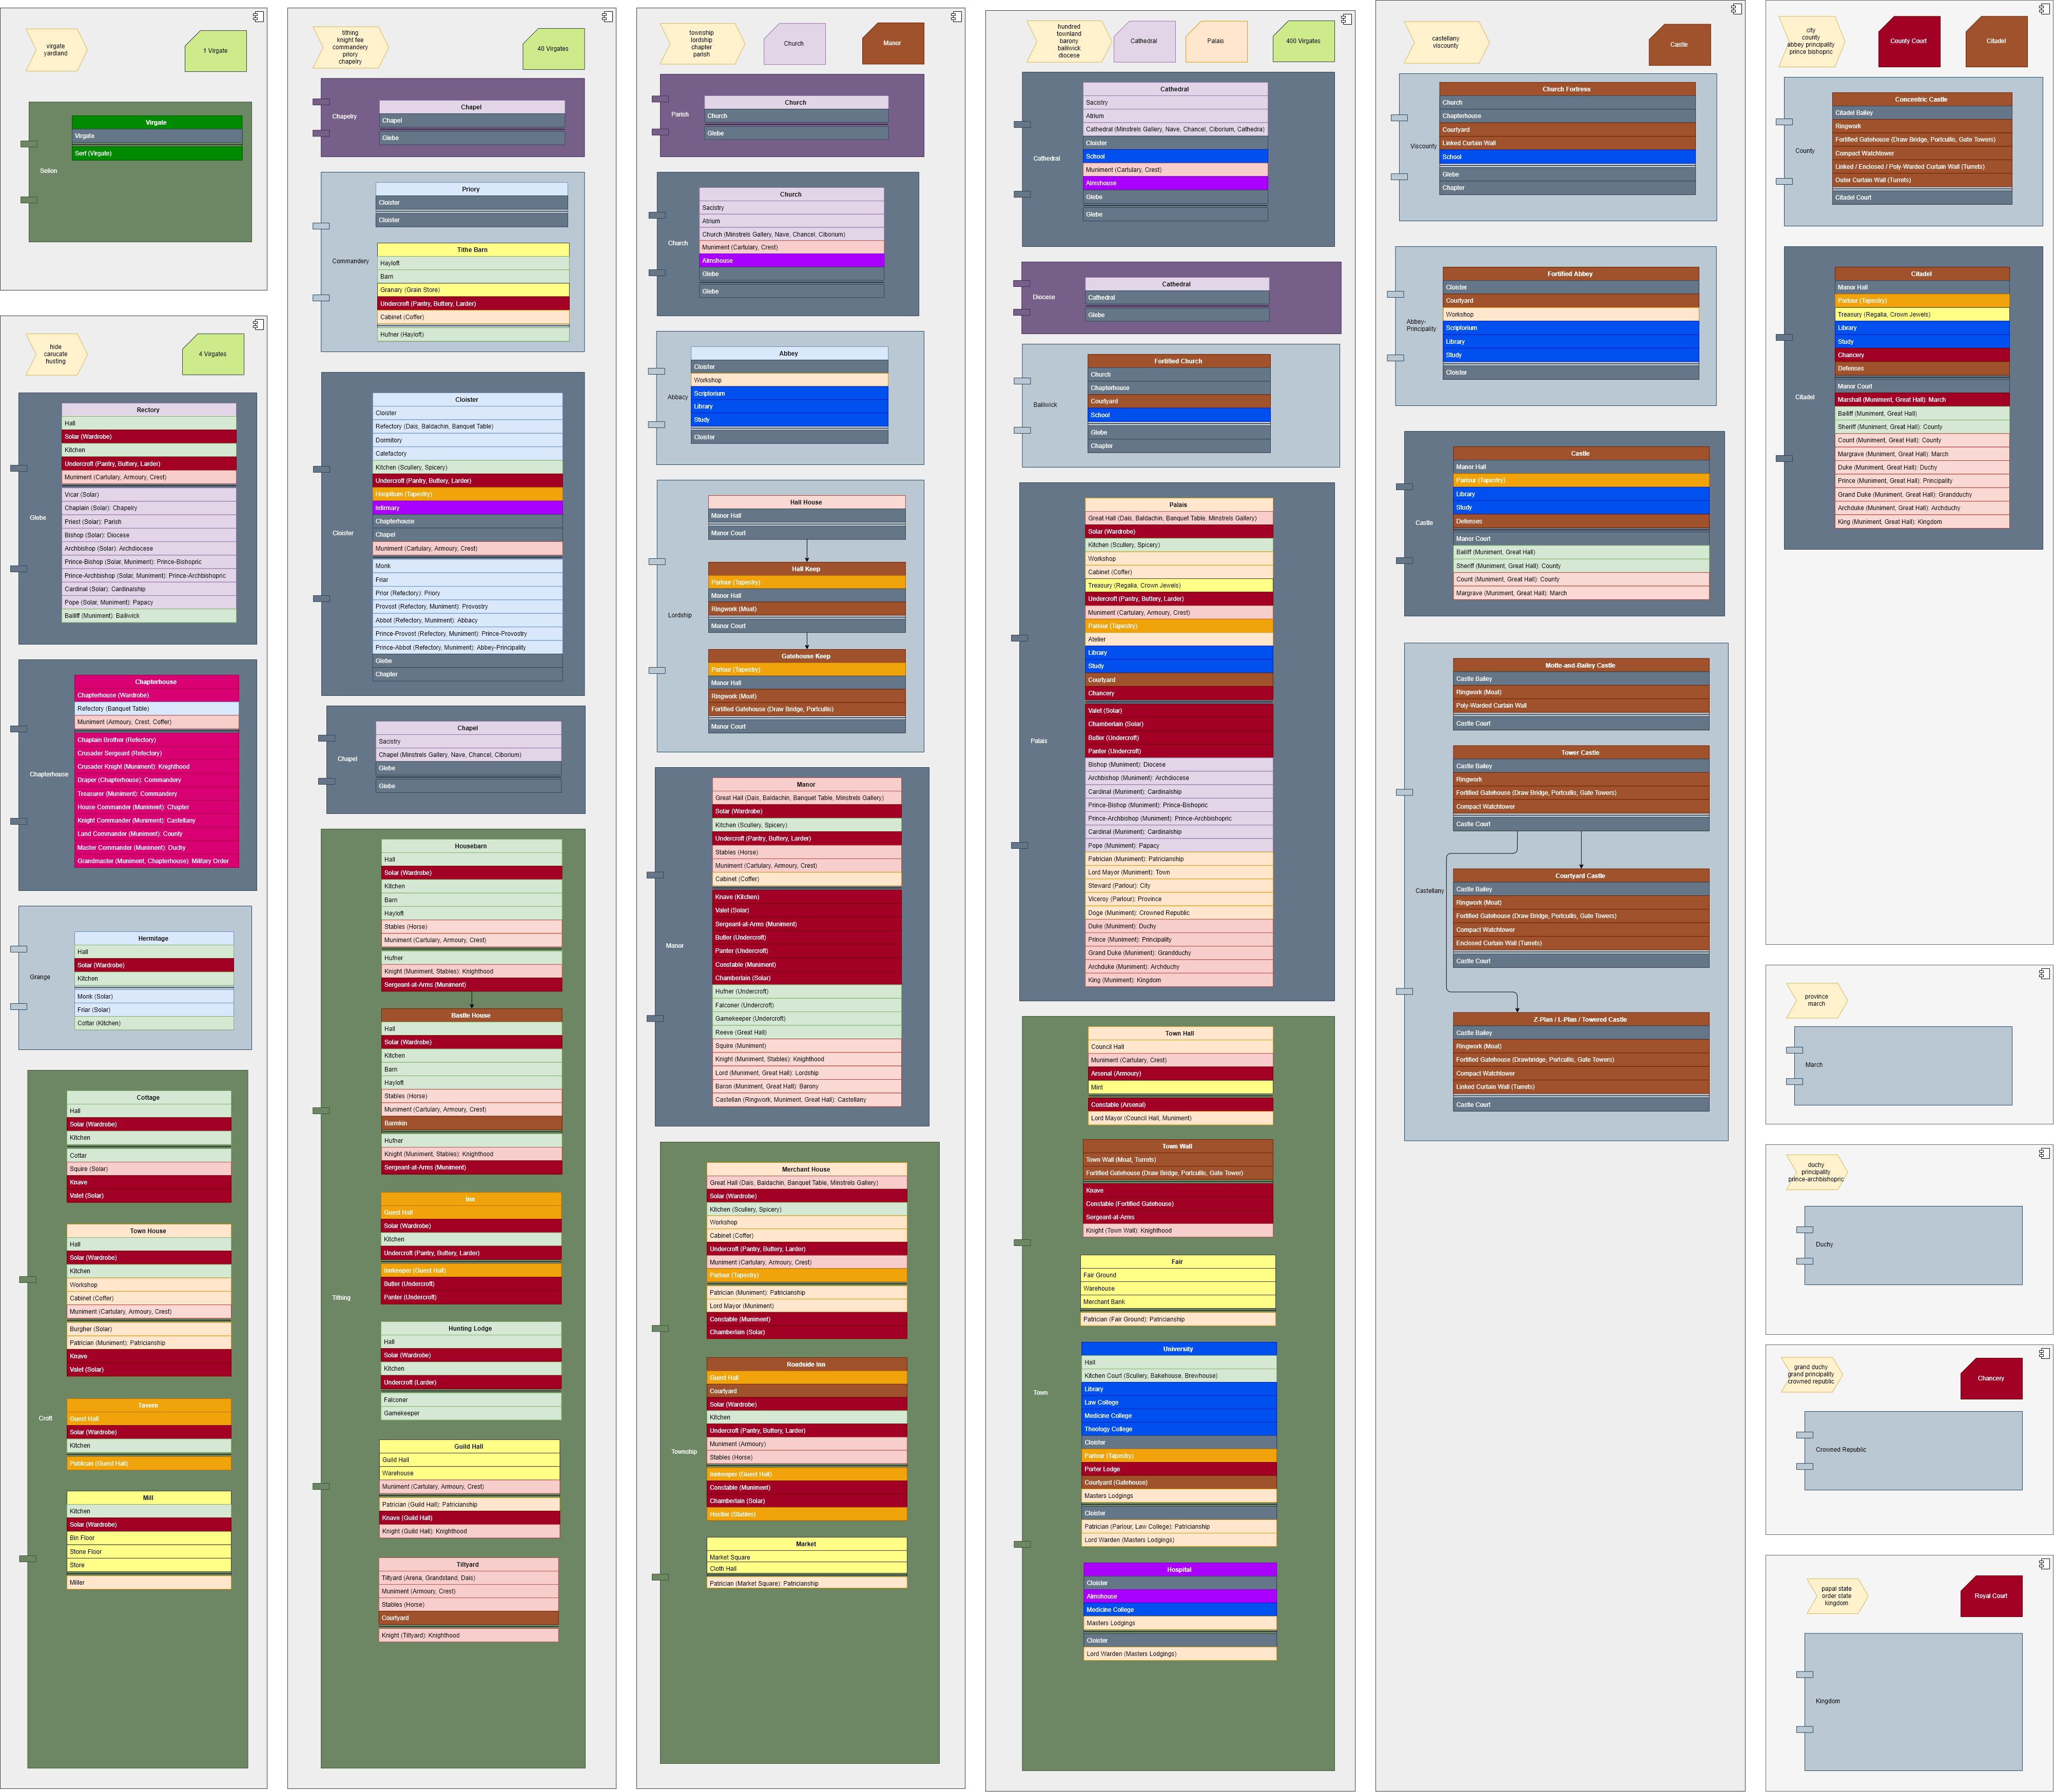 virgate
yardland
1 Virgate
Virgate
Virgate
Serf (Virgate)
Selion
hide
carucate
husting
4 Virgates
Rectory
Hall
Solar (Wardrobe)
Kitchen
Undercroft (Pantry, Buttery, Larder)
Muniment (Cartulary, Armoury, Crest)
Vicar (Solar)
Chaplain (Solar): Chapelry
Priest (Solar): Parish
Bishop (Solar): Diocese
Archbishop (Solar): Archdiocese
Prince-Bishop (Solar, Muniment): Prince-Bishopric
Prince-Archbishop (Solar, Muniment): Prince-Archbishopric
Cardinal (Solar): Cardinalship
Pope (Solar, Muniment): Papacy
Bailiff (Muniment): Bailiwick
Glebe
Chapterhouse
Chapterhouse (Wardrobe)
Refectory (Banquet Table)
Muniment (Armoury, Crest, Coffer)
Chaplain Brother (Refectory)
Crusader Sergeant (Refectory)
Crusader Knight (Muniment): Knighthood
Draper (Chapterhouse): Commandery
Treasurer (Muniment): Commandery
House Commander (Muniment): Chapter
Knight Commander (Muniment): Castellany
Land Commander (Muniment): County
Master Commander (Muniment): Duchy
Grandmaster (Muniment, Chapterhouse): Military Order
Chapterhouse
Hermitage
Hall
Solar (Wardrobe)
Kitchen
Monk (Solar)
Friar (Solar)
Cottar (Kitchen)
Grange
Cottage
Hall
Solar (Wardrobe)
Kitchen
Cottar
Squire (Solar)
Knave
Valet (Solar)
Town House
Hall
Solar (Wardrobe)
Kitchen
Workshop
Cabinet (Coffer)
Muniment (Cartulary, Armoury, Crest)
Burgher (Solar)
Patrician (Muniment): Patricianship
Knave
Valet (Solar)
Tavern
Guest Hall
Solar (Wardrobe)
Kitchen
Publican (Guest Hall)
Croft
Mill
Kitchen
Solar (Wardrobe)
Bin Floor
Stone Floor
Store
Miller
tithing
knight fee
commandery
priory
chapelry
40 Virgates
Chapel
Chapel
Glebe
Chapelry
Priory
Cloister
Cloister
Tithe Barn
Hayloft
Barn
Granary (Grain Store)
Undercroft (Pantry, Buttery, Larder)
Cabinet (Coffer)
Hufner (Hayloft)
Commandery
Cloister
Cloister
Refectory (Dais, Baldachin, Banquet Table)
Dormitory
Calefactory
Kitchen (Scullery, Spicery)
Undercroft (Pantry, Buttery, Larder)
Hospitium (Tapestry)
Infirmary
Chapterhouse
Chapel
Muniment (Cartulary, Armoury, Crest)
Monk
Friar
Prior (Refectory): Priory
Provost (Refectory, Muniment): Provostry
Abbot (Refectory, Muniment): Abbacy
Prince-Provost (Refectory, Muniment): Prince-Provostry
Prince-Abbot (Refectory, Muniment): Abbey-Principality
Glebe
Chapter
Cloister
Chapel
Sacistry
Chapel (Minstrels Gallery, Nave, Chancel, Ciborium)
Glebe
Glebe
Chapel
Housebarn
Hall
Solar (Wardrobe)
Kitchen
Barn
Hayloft
Stables (Horse)
Muniment (Cartulary, Armoury, Crest)
Hufner
Knight (Muniment, Stables): Knighthood
Sergeant-at-Arms (Muniment)
Bastle House
Hall
Solar (Wardrobe)
Kitchen
Barn
Hayloft
Stables (Horse)
Muniment (Cartulary, Armoury, Crest)
Barmkin
Hufner
Knight (Muniment, Stables): Knighthood
Sergeant-at-Arms (Muniment)
Inn
Guest Hall
Solar (Wardrobe)
Kitchen
Undercroft (Pantry, Buttery, Larder)
Innkeeper (Guest Hall)
Butler (Undercroft)
Panter (Undercroft)
Tithing
Hunting Lodge
Hall
Solar (Wardrobe)
Kitchen
Undercroft (Larder)
Falconer
Gamekeeper
Guild Hall
Guild Hall
Warehouse
Muniment (Cartulary, Armoury, Crest)
Patrician (Guild Hall): Patricianship
Knave (Guild Hall)
Knight (Guild Hall): Knighthood
Tiltyard
Tiltyard (Arena, Grandstand, Dais)
Muniment (Armoury, Crest)
Stables (Horse)
Courtyard
Knight (Tiltyard): Knighthood
township
lordship
chapter
parish
Church
Manor
Church
Church
Glebe
Parish
Church
Sacistry
Atrium
Church (Minstrels Gallery, Nave, Chancel, Ciborium)
Muniment (Cartulary, Crest)
Almshouse
Glebe
Glebe
Church
Abbey
Cloister
Workshop
Scriptorium
Library
Study
Cloister
Abbacy
Hall House
Manor Hall
Manor Court
Hall Keep
Parlour (Tapestry)
Manor Hall
Ringwork (Moat)
Manor Court
Lordship
Gatehouse Keep
Parlour (Tapestry)
Manor Hall
Ringwork (Moat)
Fortified Gatehouse (Draw Bridge, Portcullis)
Manor Court
Manor
Great Hall (Dais, Baldachin, Banquet Table, Minstrels Gallery)
Solar (Wardrobe)
Kitchen (Scullery, Spicery)
Undercroft (Pantry, Buttery, Larder)
Stables (Horse)
Muniment (Cartulary, Armoury, Crest)
Cabinet (Coffer)
Knave (Kitchen)
Valet (Solar)
Sergeant-at-Arms (Muniment)
Butler (Undercroft)
Panter (Undercroft)
Constable (Muniment)
Chamberlain (Solar)
Hufner (Undercroft)
Falconer (Undercroft)
Gamekeeper (Undercroft)
Reeve (Great Hall)
Squire (Muniment)
Knight (Muniment, Stables): Knighthood
Lord (Muniment, Great Hall): Lordship
Baron (Muniment, Great Hall): Barony
Castellan (Ringwork, Muniment, Great Hall): Castellany
Manor
Merchant House
Great Hall (Dais, Baldachin, Banquet Table, Minstrels Gallery)
Solar (Wardrobe)
Kitchen (Scullery, Spicery)
Workshop
Cabinet (Coffer)
Undercroft (Pantry, Buttery, Larder)
Muniment (Cartulary, Armoury, Crest)
Parlour (Tapestry)
Patrician (Muniment): Patricianship
Lord Mayor (Muniment)
Constable (Muniment)
Chamberlain (Solar)
Roadside Inn
Guest Hall
Courtyard
Solar (Wardrobe)
Kitchen
Undercroft (Pantry, Buttery, Larder)
Muniment (Armoury)
Stables (Horse)
Innkeeper (Guest Hall)
Constable (Muniment)
Chamberlain (Solar)
Hostler (Stables)
Township
Market
Market Square
Cloth Hall
Patrician (Market Square): Patricianship
hundred
townland
barony
bailiwick
diocese
Cathedral
Palais
400 Virgates
Cathedral
Sacistry
Atrium
Cathedral (Minstrels Gallery, Nave, Chancel, Ciborium, Cathedra)
Cloister
School
Muniment (Cartulary, Crest)
Almshouse
Glebe
Glebe
Cathedral
Cathedral
Cathedral
Glebe
Diocese
Fortified Church
Church
Chapterhouse
Courtyard
School
Glebe
Chapter
Bailiwick
Palais
Great Hall (Dais, Baldachin, Banquet Table, Minstrels Gallery)
Solar (Wardrobe)
Kitchen (Scullery, Spicery)
Workshop
Cabinet (Coffer)
Treasury (Regalia, Crown Jewels)
Undercroft (Pantry, Buttery, Larder)
Muniment (Cartulary, Armoury, Crest)
Parlour (Tapestry)
Atelier
Library
Study
Courtyard
Chancery
Valet (Solar)
Chamberlain (Solar)
Butler (Undercroft)
Panter (Undercroft)
Bishop (Muniment): Diocese
Archbishop (Muniment): Archdiocese
Cardinal (Muniment): Cardinalship
Prince-Bishop (Muniment): Prince-Bishopric
Prince-Archbishop (Muniment): Prince-Archbishopric
Cardinal (Muniment): Cardinalship
Pope (Muniment): Papacy
Patrician (Muniment): Patricianship
Lord Mayor (Muniment): Town
Steward (Parlour): City
Viceroy (Parlour): Province
Doge (Muniment): Crowned Republic
Duke (Muniment): Duchy
Prince (Muniment): Principality
Grand Duke (Muniment): Grandduchy
Archduke (Muniment): Archduchy
King (Muniment): Kingdom
Palais
Town Hall
Council Hall
Muniment (Cartulary, Crest)
Arsenal (Armoury)
Mint
Constable (Arsenal)
Lord Mayor (Council Hall, Muniment)
Town Wall
Town Wall (Moat, Turrets)
Fortified Gatehouse (Draw Bridge, Portcullis, Gate Tower)
Knave
Constable (Fortified Gatehouse)
Sergeant-at-Arms
Knight (Town Wall): Knighthood
Fair
Fair Ground
Warehouse
Merchant Bank
Patrician (Fair Ground): Patricianship
University
Hall
Kitchen Court (Scullery, Bakehouse, Brewhouse)
Library
Law College
Medicine College
Theology College
Cloister
Parlour (Tapestry)
Porter Lodge
Courtyard (Gatehouse)
Masters Lodgings
Cloister
Patrician (Parlour, Law College): Patricianship
Lord Warden (Masters Lodgings)
Town
Hospital
Cloister
Almshouse
Medicine College
Masters Lodgings
Cloister
Lord Warden (Masters Lodgings)
castellany
viscounty
Castle
Church Fortress
Church
Chapterhouse
Courtyard
Linked Curtain Wall
School
Glebe
Chapter
Viscounty
Fortified Abbey
Cloister
Courtyard
Workshop
Scriptorium
Library
Study
Cloister
Abbey-
Principality
Castle
Manor Hall
Parlour (Tapestry)
Library
Study
Defenses
Manor Court
Bailiff (Muniment, Great Hall)
Sheriff (Muniment, Great Hall): County
Count (Muniment, Great Hall): County
Margrave (Muniment, Great Hall): March
Castle
Motte-and-Bailey Castle
Castle Bailey
Ringwork (Moat)
Poly-Warded Curtain Wall
Castle Court
Tower Castle
Castle Bailey
Ringwork
Fortified Gatehouse (Draw Bridge, Portcullis, Gate Towers)
Compact Watchtower
Castle Court
Courtyard Castle
Castle Bailey
Ringwork (Moat)
Fortified Gatehouse (Draw Bridge, Portcullis, Gate Towers)
Compact Watchtower
Enclosed Curtain Wall (Turrets)
Castle Court
Castellany
Z-Plan / L-Plan / Towered Castle
Castle Bailey
Ringwork (Moat)
Fortified Gatehouse (Drawbridge, Portcullis, Gate Towers)
Compact Watchtower
Linked Curtain Wall (Turrets)
Castle Court
city
county
abbey principality
prince bishopric
County Court
Citadel
Concentric Castle
Citadel Bailey
Ringwork
Fortified Gatehouse (Draw Bridge, Portcullis, Gate Towers)
Compact Watchtower
Linked / Enclosed / Poly-Warded Curtain Wall (Turrets)
Outer Curtain Wall (Turrets)
Citadel Court
County
Citadel
Manor Hall
Parlour (Tapestry)
Treasury (Regalia, Crown Jewels)
Library
Study
Chancery
Defenses
Manor Court
Marshall (Muniment, Great Hall): March
Bailiff (Muniment, Great Hall)
Sheriff (Muniment, Great Hall): County
Count (Muniment, Great Hall): County
Margrave (Muniment, Great Hall): March
Duke (Muniment, Great Hall): Duchy
Prince (Muniment, Great Hall): Principality
Grand Duke (Muniment, Great Hall): Grandduchy
Archduke (Muniment, Great Hall): Archduchy
King (Muniment, Great Hall): Kingdom
Citadel
province
march
March
duchy
principality
prince-archbishopric
Duchy
grand duchy
grand principality
crowned republic
Chancery
Crowned Republic
papal state
order state
kingdom
Royal Court
Kingdom